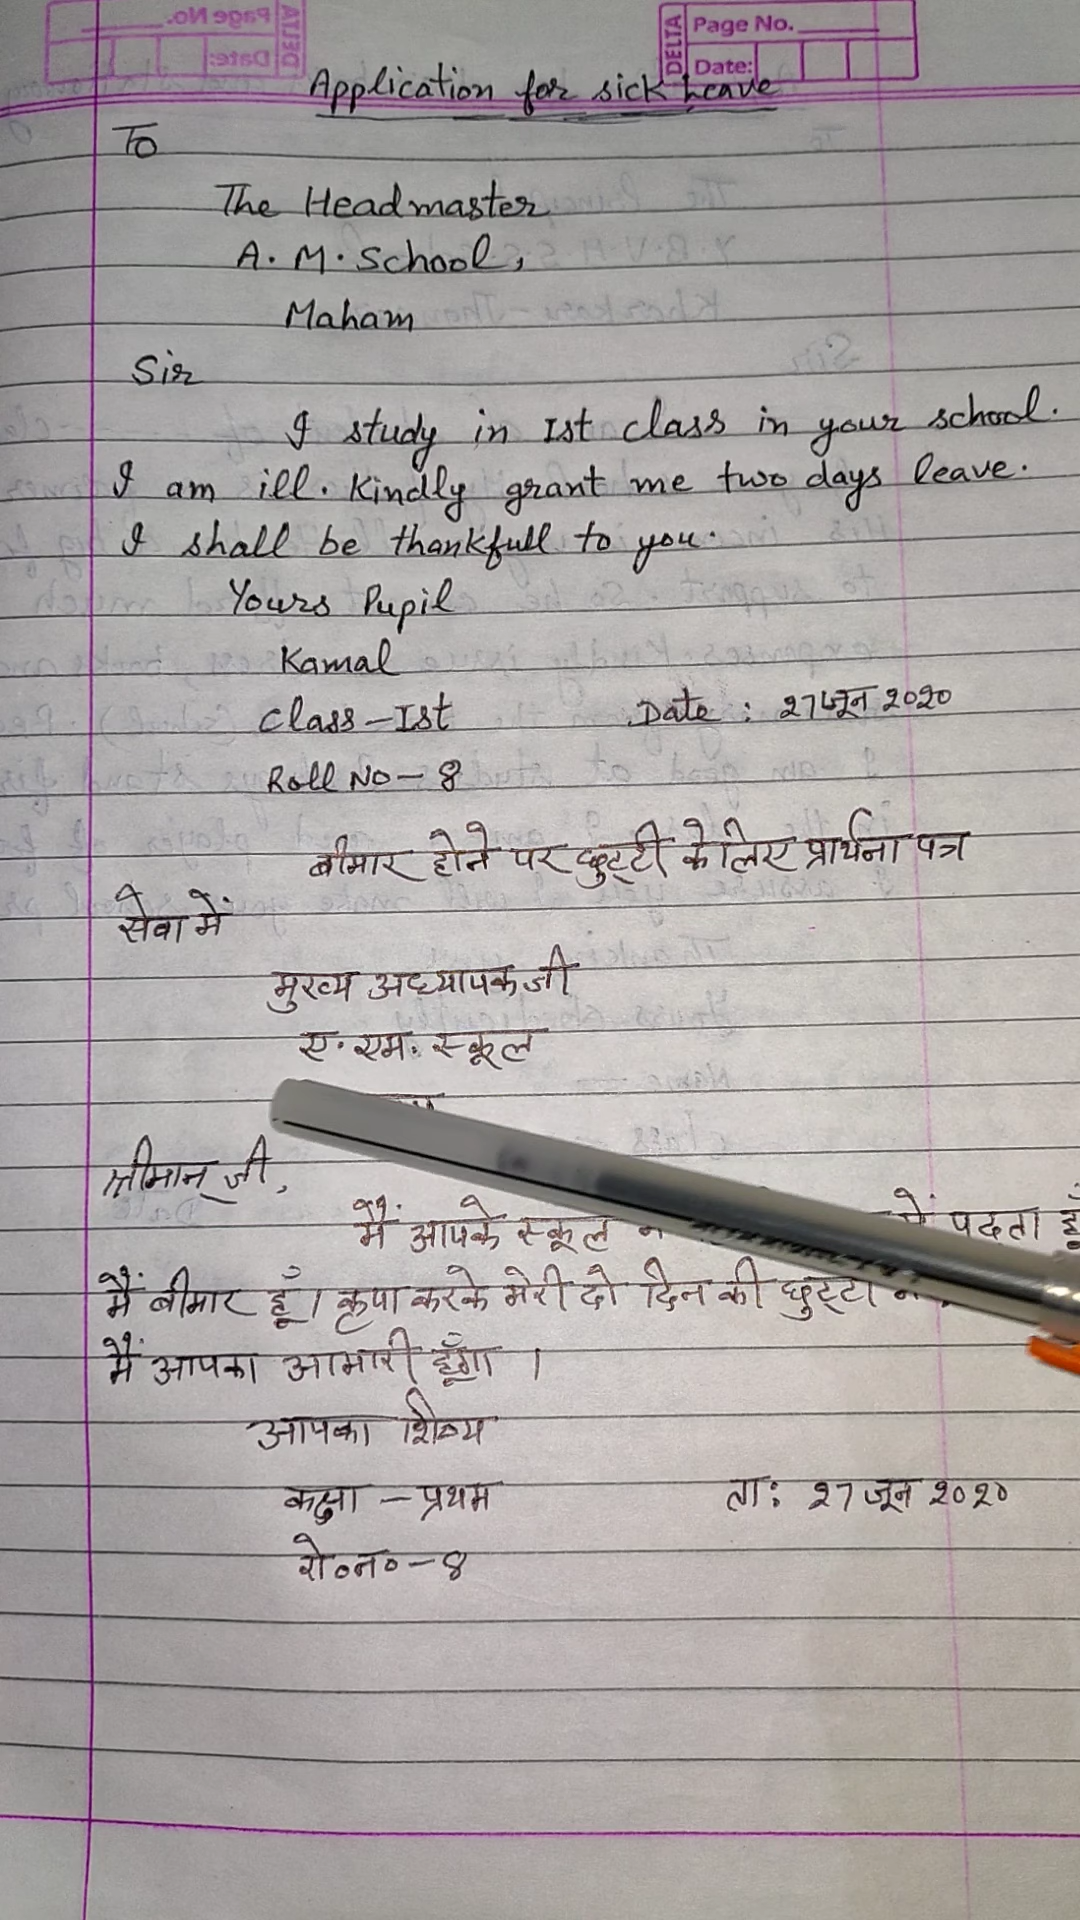 DELTA Page No.
Date:
Application for sick Leave
To
The Headmaster
A. M. School,
Maham
Sir
I study in Ist class in your school.
I am ill. Kindly grant me two days leave.
I shall be thankfull to you.
Yours Pupil
Kamal
Class-Ist Date : 27 जून 2020
Roll No-8
बीमार होने पर छुट्टी के लिए प्रार्थना पत्र
सेवा में
मुख्य अध्यापक जी
ए. एम. स्कूल
श्रीमान् जी,
मैं आपके स्कूल में पढता हूँ
मैं बीमार हूँ। कृपा करके मेरी दो दिन की छुट्टी
मैं आपका आभारी हूँगा ।
आपका शिष्य
कक्षा - प्रथम ता: 27 जून 2020
रो०न०-8